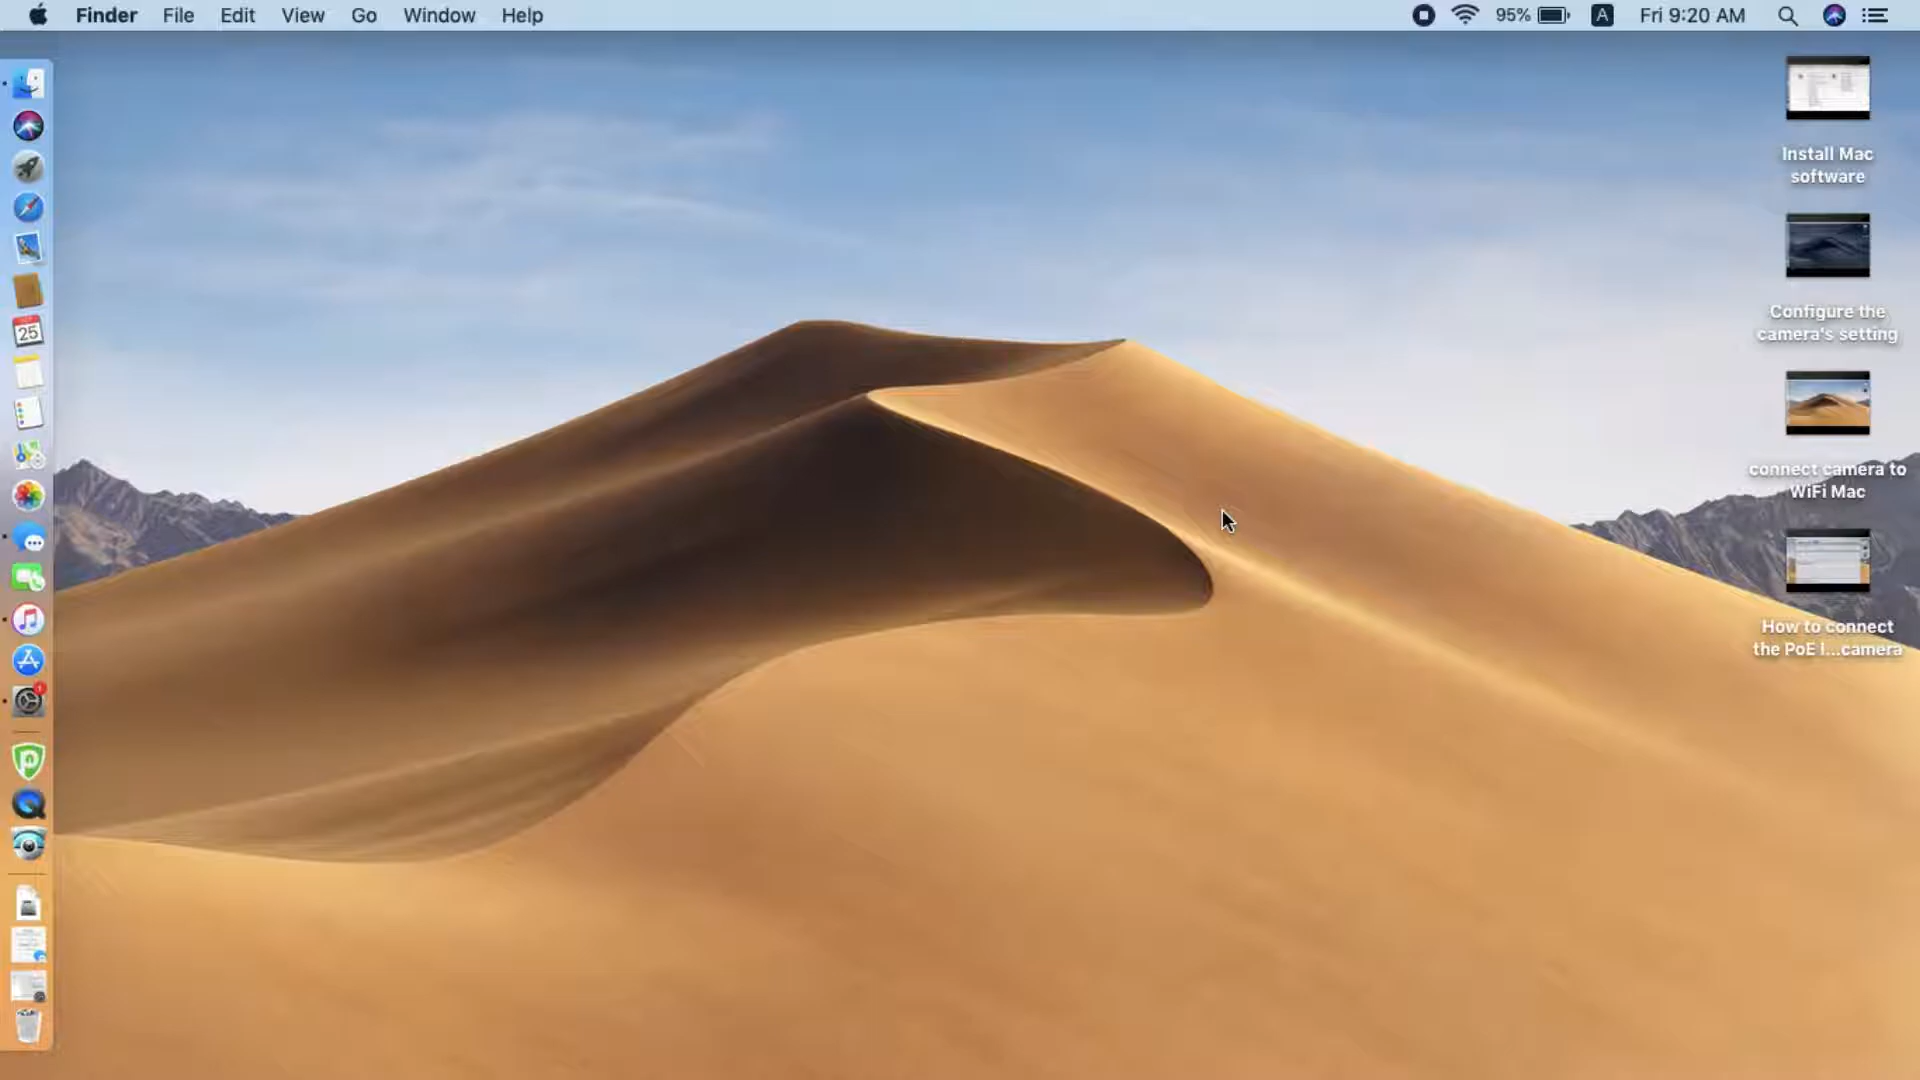 Finder File Edit View Go Window Help 95% A Fri 9:20 AM
25
1
Install Mac
software
Configure the
camera's setting
connect camera to
WiFi Mac
How to connect
the PoE I...camera